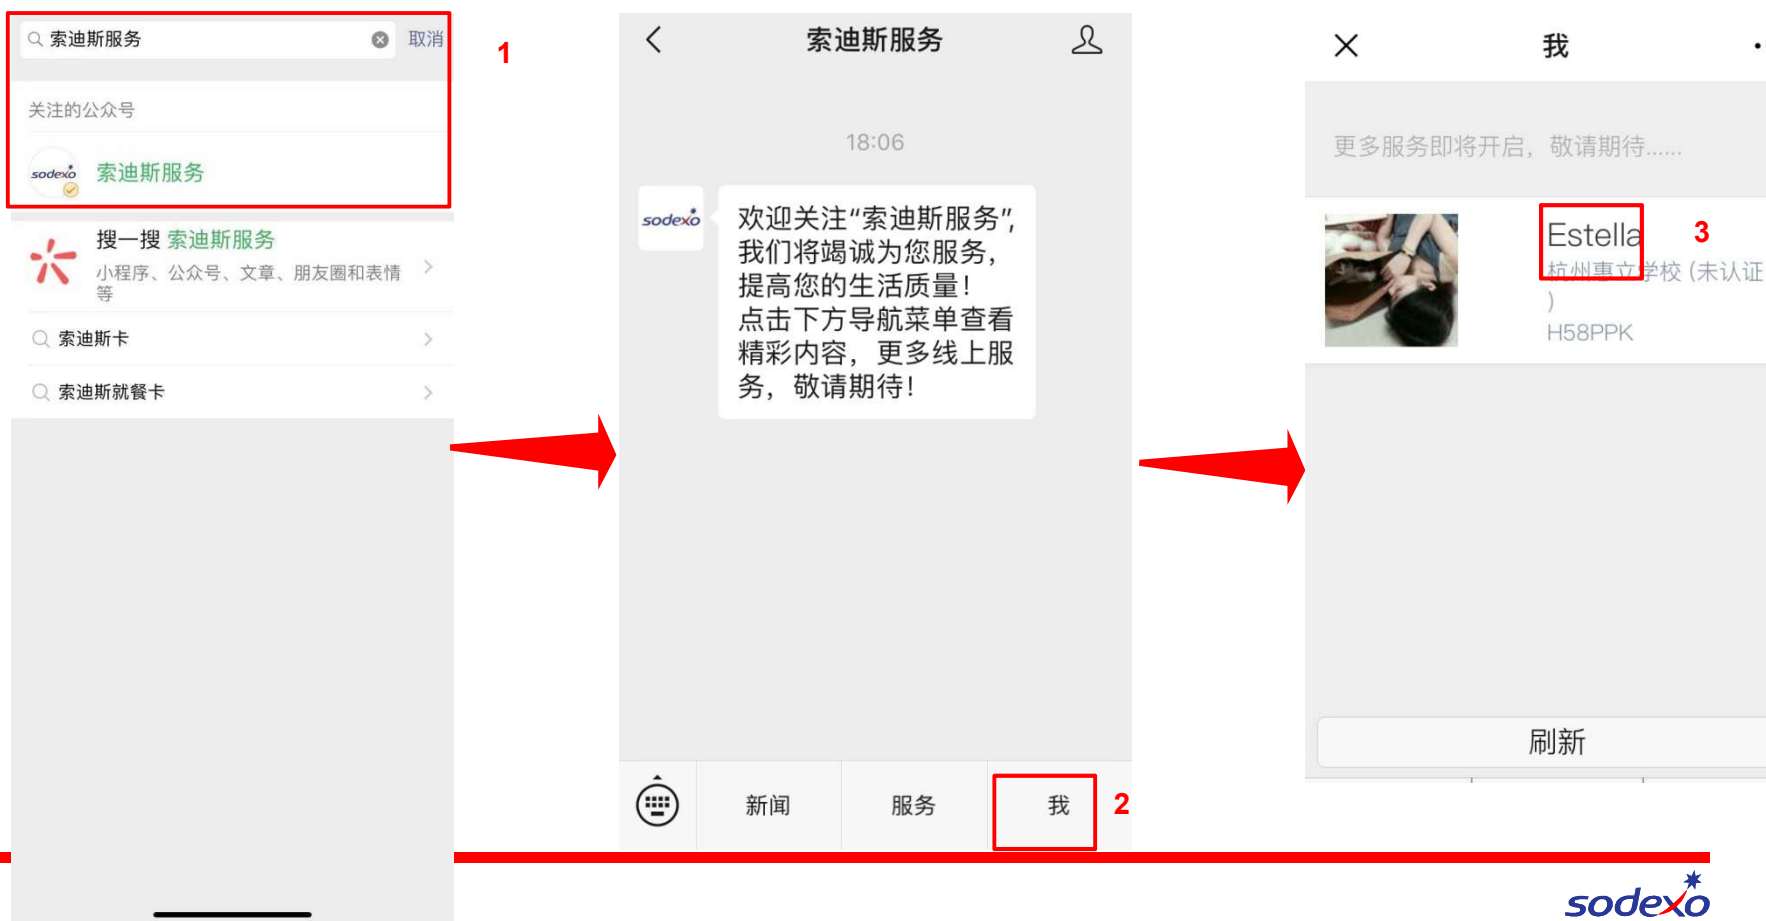 索迪斯服务
取消
1
关注的公众号
sodexo
索迪斯服务
搜一搜 索迪斯服务
小程序、公众号、文章、朋友圈和表情
等
索迪斯卡
索迪斯就餐卡
索迪斯服务
18:06
sodexo
欢迎关注“索迪斯服务”,
我们将竭诚为您服务，
提高您的生活质量！
点击下方导航菜单查看
精彩内容，更多线上服
务，敬请期待！
新闻
服务
我
2
我
更多服务即将开启，敬请期待......
Estella
3
杭州惠立学校 (未认证
)
H58PPK
刷新
sodexo